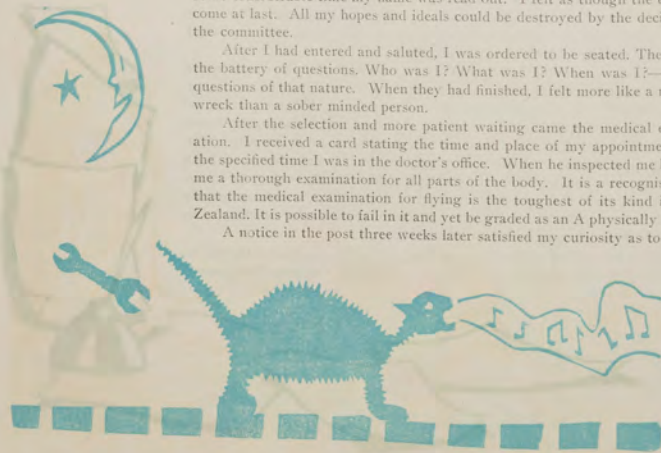 come at last. All my hopes and ideals could be destroyed by the
the committee.
After I had entered and saluted, I was ordered to be seated. The
the battery of questions. Who was I? What was I? When was I?—
questions of that nature. When they had finished, I felt more like a
wreck than a sober minded person.
After the selection and more patient waiting came the medical
ation. I received a card stating the time and place of my
the specified time I was in the doctor's office. When he inspected me
me a thorough examination for all parts of the body. It is a
that the medical examination for flying is the toughest of its kind
Zealand. It is possible to fail in it and yet be graded as an A physically
A notice in the post three weeks later satisfied my curiosity as to